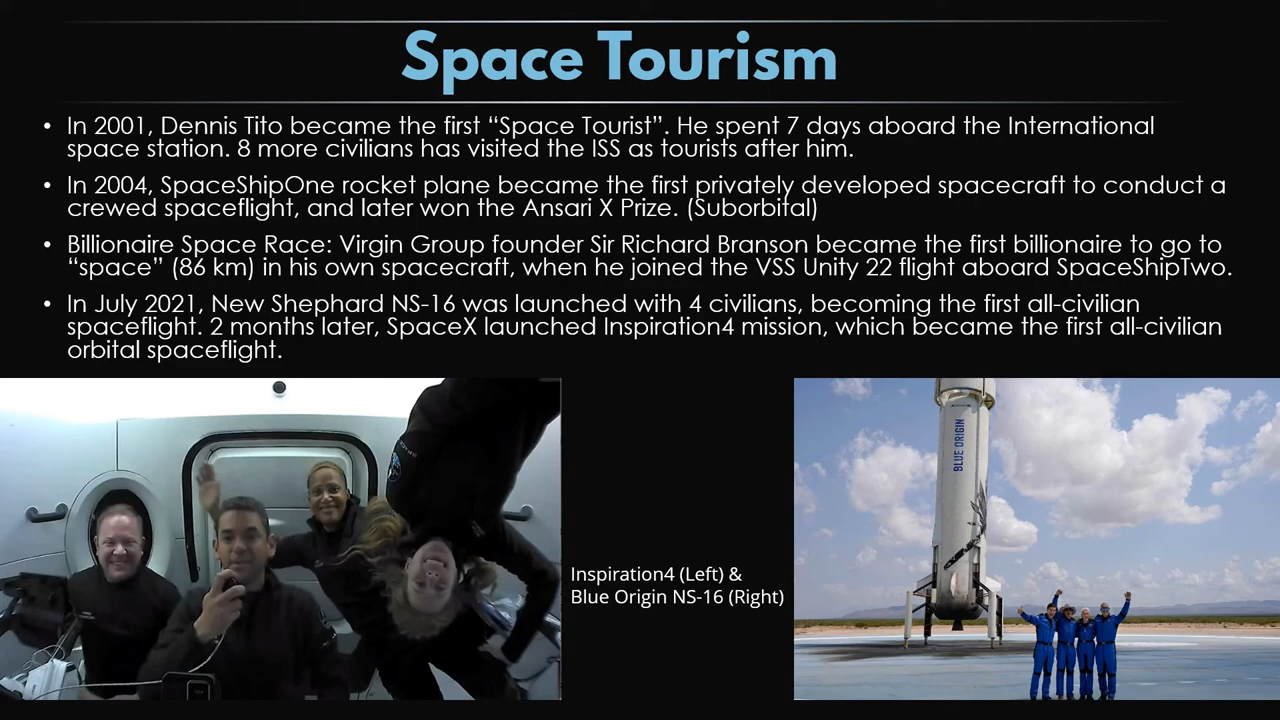 Space Tourism
• In 2001, Dennis Tito became the first “Space Tourist”. He spent 7 days aboard the International
space station. 8 more civilians has visited the ISS as tourists after him.
• In 2004, SpaceShipOne rocket plane became the first privately developed spacecraft to conduct a
crewed spaceflight, and later won the Ansari X Prize. (Suborbital)
• Billionaire Space Race: Virgin Group founder Sir Richard Branson became the first billionaire to go to
“space” (86 km) in his own spacecraft, when he joined the VSS Unity 22 flight aboard SpaceShipTwo.
• In July 2021, New Shephard NS-16 was launched with 4 civilians, becoming the first all-civilian
spaceflight. 2 months later, SpaceX launched Inspiration4 mission, which became the first all-civilian
orbital spaceflight.
BLUE ORIGIN
Inspiration4 (Left) &
Blue Origin NS-16 (Right)